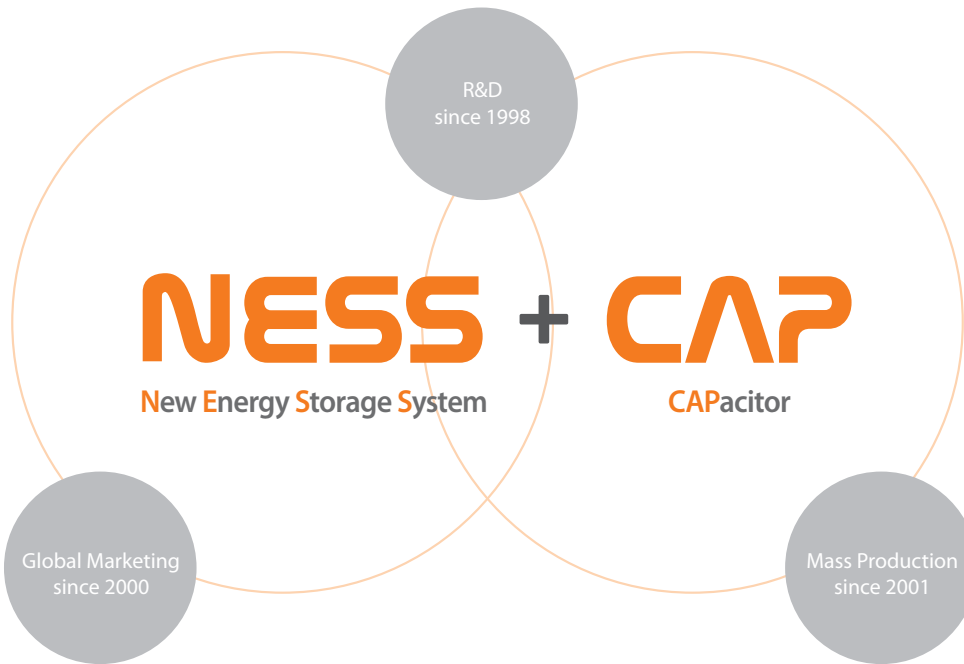 R&D
since 1998
NESS + CAP
New Energy Storage System
CAPacitor
Global Marketing
since 2000
Mass Production
since 2001